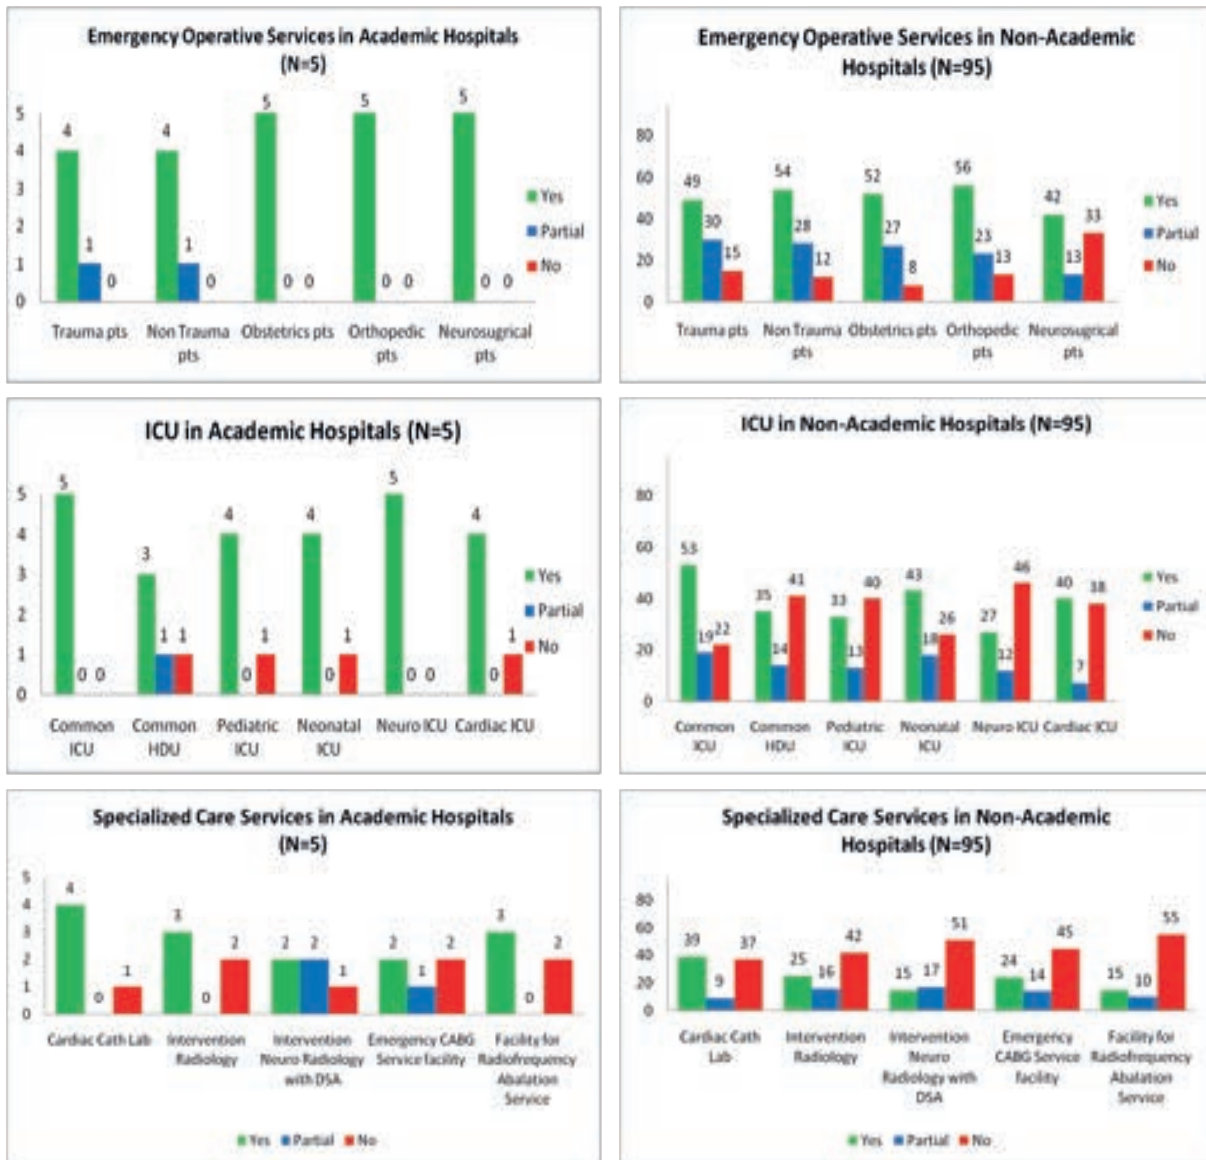 Emergency Operative Services in Academic Hospitals
(N=5)
5
4
3
2
1
0
4 1 0
4 1 0
5 0 0
5 0 0
5 0 0
Yes
Partial
No
Trauma pts Non Trauma Obstetrics pts Orthopedic Neurosugrical pts
pts pts
Emergency Operative Services in Non-Academic
Hospitals (N=95)
80
60
40
20
0
49 30 15
54 28 12
52 27 8
56 23 13
42 13 33
Yes
Partial
No
Trauma pts Non Trauma Obstetrics pts Orthopedic Neurosugrical pts
pts pts
ICU in Academic Hospitals (N=5)
5
4
3
2
1
0
5 0 0
3 1 1
4 0 1
4 0 1
5 0 0
4 0 1
Yes
Partial
No
Common Common Pediatric Neonatal Neuro ICU Cardiac ICU
ICU HDU ICU ICU
ICU in Non-Academic Hospitals (N=95)
80
60
40
20
0
53 19 22
35 14 41
33 13 40
43 18 26
27 12 46
40 7 38
Yes
Partial
No
Common Common Pediatric Neonatal Neuro ICU Cardiac ICU
ICU HDU ICU ICU
Specialized Care Services in Academic Hospitals
(N=5)
5
4
3
2
1
0
4 0 1
3 0 2
2 2 1
2 1 2
3 0 2
Cardiac Cath Lab Intervention Intervention Emergency CABG Facility for
Radiology Neuro Radiology Service facility Radiofrequency
with DSA Abalation
Service
Yes Partial No
Specialized Care Services in Non-Academic
Hospitals (N=95)
80
60
40
20
0
39 9 37
25 16 42
15 17 51
24 14 45
15 10 55
Cardiac Cath Intervention Intervention Emergency Facility for
Lab Radiology Neuro CABG Service Radiofrequency
Radiology with facility Abalation
DSA Service
Yes Partial No